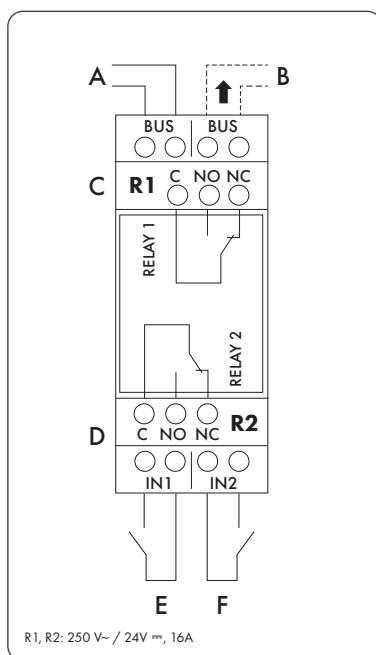 A
B
BUS BUS
C R1 C NO NC
RELAY 1
RELAY 2
D C NO NC R2
IN1 IN2
E F
R1, R2: 250 V~ / 24V ⎓, 16A